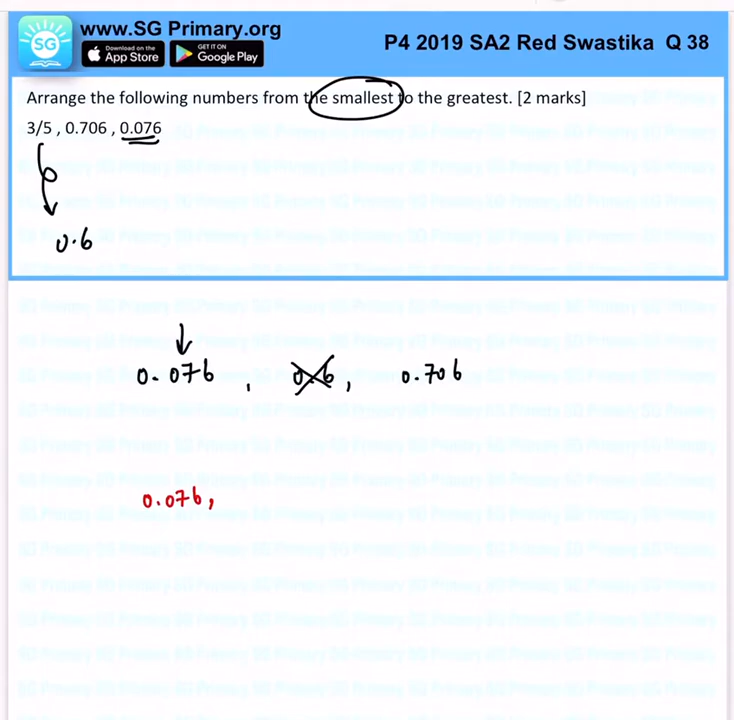 www.SG Primary.org
SG
Download on the
App Store
GET IT ON
Google Play
P4 2019 SA2 Red Swastika Q 38
Arrange the following numbers from the smallest to the greatest. [2 marks]
3/5 , 0.706 , 0.076
0.6
0.076 , 0.6 , 0.706
0.076,